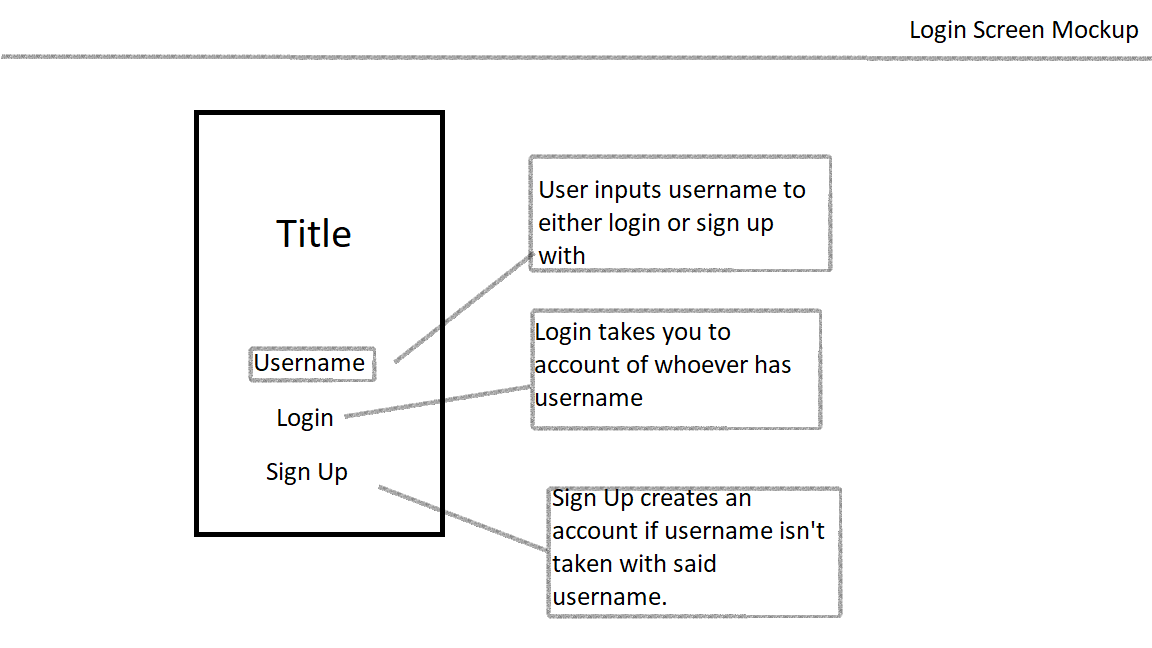 Login Screen Mockup
Title
Username
Login
Sign Up
User inputs username to
either login or sign up
with
Login takes you to
account of whoever has
username
Sign Up creates an
account if username isn't
taken with said
username.